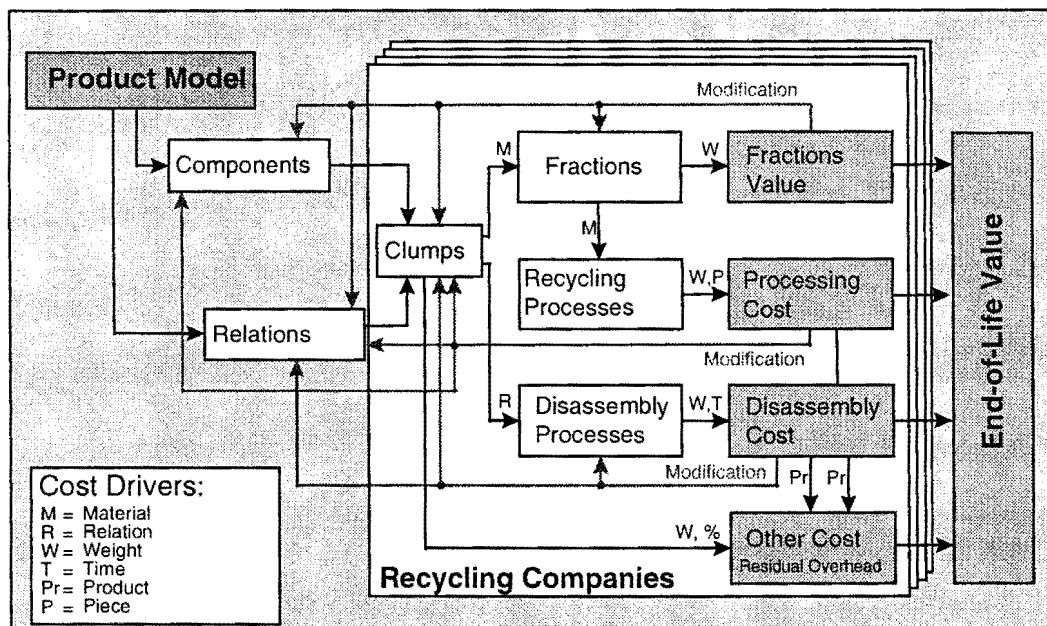 Product Model
Modification
Components
M
Fractions
W
Fractions
Value
M
Clumps
Recycling
Processes
W,P
Processing
Cost
Relations
Modification
R
Disassembly
Processes
W,T
Disassembly
Cost
Modification
Pr
Pr
W, %
Other Cost
Residual Overhead
Recycling Companies
End-of-Life Value
Cost Drivers:
M = Material
R = Relation
W = Weight
T = Time
Pr = Product
P = Piece